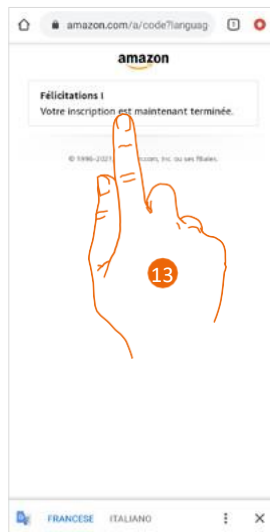 amazon.com/a/code?languag
amazon
Félicitations !
Votre inscription est maintenant terminée.
© 1996-2021, .com, Inc. ou ses filiales.
13
FRANCESE ITALIANO